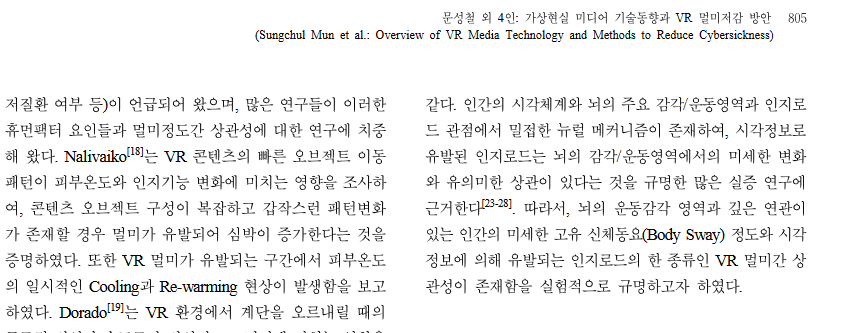 문성철 외 4인: 가상현실 미디어 기술동향과 VR 멀미저감 방안 805
(Sungchul Mun et al.: Overview of VR Media Technology and Methods to Reduce Cybersickness)
저질환 여부 등)이 언급되어 왔으며, 많은 연구들이 이러한
휴먼팩터 요인들과 멀미정도간 상관성에 대한 연구에 치중
해 왔다. Nalivaiko[18]는 VR 콘텐츠의 빠른 오브젝트 이동
패턴이 피부온도와 인지기능 변화에 미치는 영향을 조사하
여, 콘텐츠 오브젝트 구성이 복잡하고 갑작스런 패턴변화
가 존재할 경우 멀미가 유발되어 심박이 증가한다는 것을
증명하였다. 또한 VR 멀미가 유발되는 구간에서 피부온도
의 일시적인 Cooling과 Re-warming 현상이 발생함을 보고
하였다. Dorado[19]는 VR 환경에서 계단을 오르내릴 때의
같다. 인간의 시각체계와 뇌의 주요 감각/운동영역과 인지로
드 관점에서 밀접한 뉴럴 메커니즘이 존재하여, 시각정보로
유발된 인지로드는 뇌의 감각/운동영역에서의 미세한 변화
와 유의미한 상관이 있다는 것을 규명한 많은 실증 연구에
근거한다[23-28]. 따라서, 뇌의 운동감각 영역과 깊은 연관이
있는 인간의 미세한 고유 신체동요(Body Sway) 정도와 시각
정보에 의해 유발되는 인지로드의 한 종류인 VR 멀미간 상
관성이 존재함을 실험적으로 규명하고자 하였다.